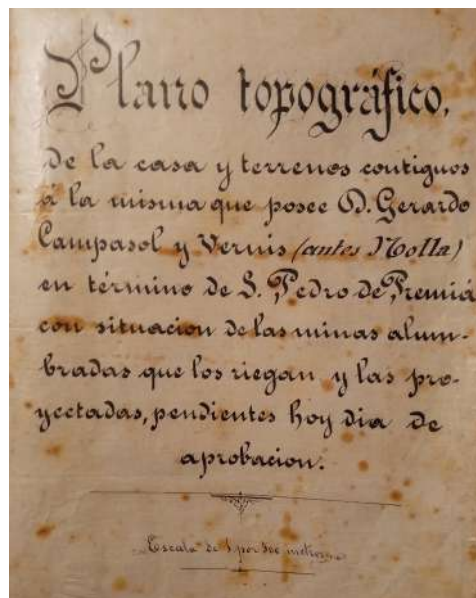 Plano topográfico,
de la casa y terrenos contiguos
á la misma que posee D. Gerardo
Campasol y Vernis (antes Molla)
en término de S. Pedro de Premiá
con situacion de las minas alum-
bradas que los riegan y las pro-
yectadas, pendientes hoy dia de
aprobacion.
Escala de 1 por 300 metros